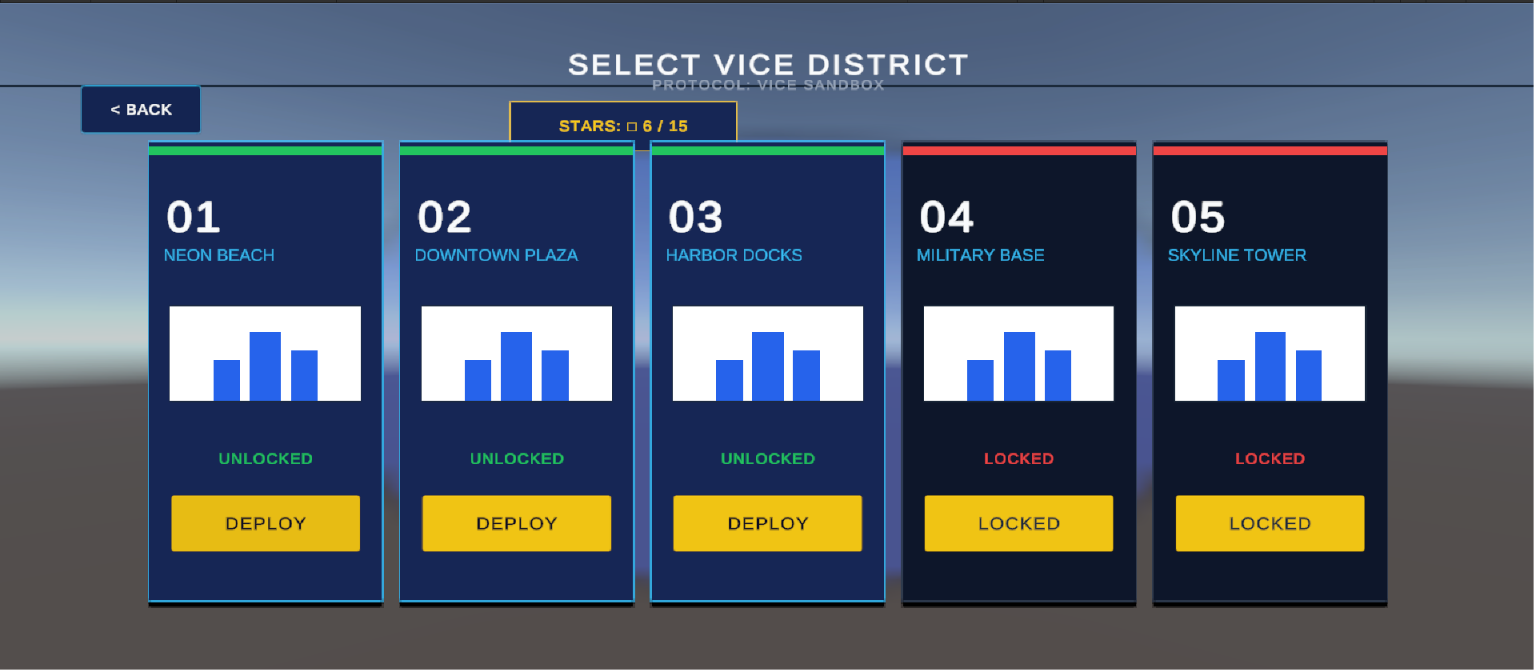 SELECT VICE DISTRICT
PROTOCOL: VICE SANDBOX
< BACK
STARS: □ 6 / 15
01
NEON BEACH
UNLOCKED
DEPLOY
02
DOWNTOWN PLAZA
UNLOCKED
DEPLOY
03
HARBOR DOCKS
UNLOCKED
DEPLOY
04
MILITARY BASE
LOCKED
LOCKED
05
SKYLINE TOWER
LOCKED
LOCKED